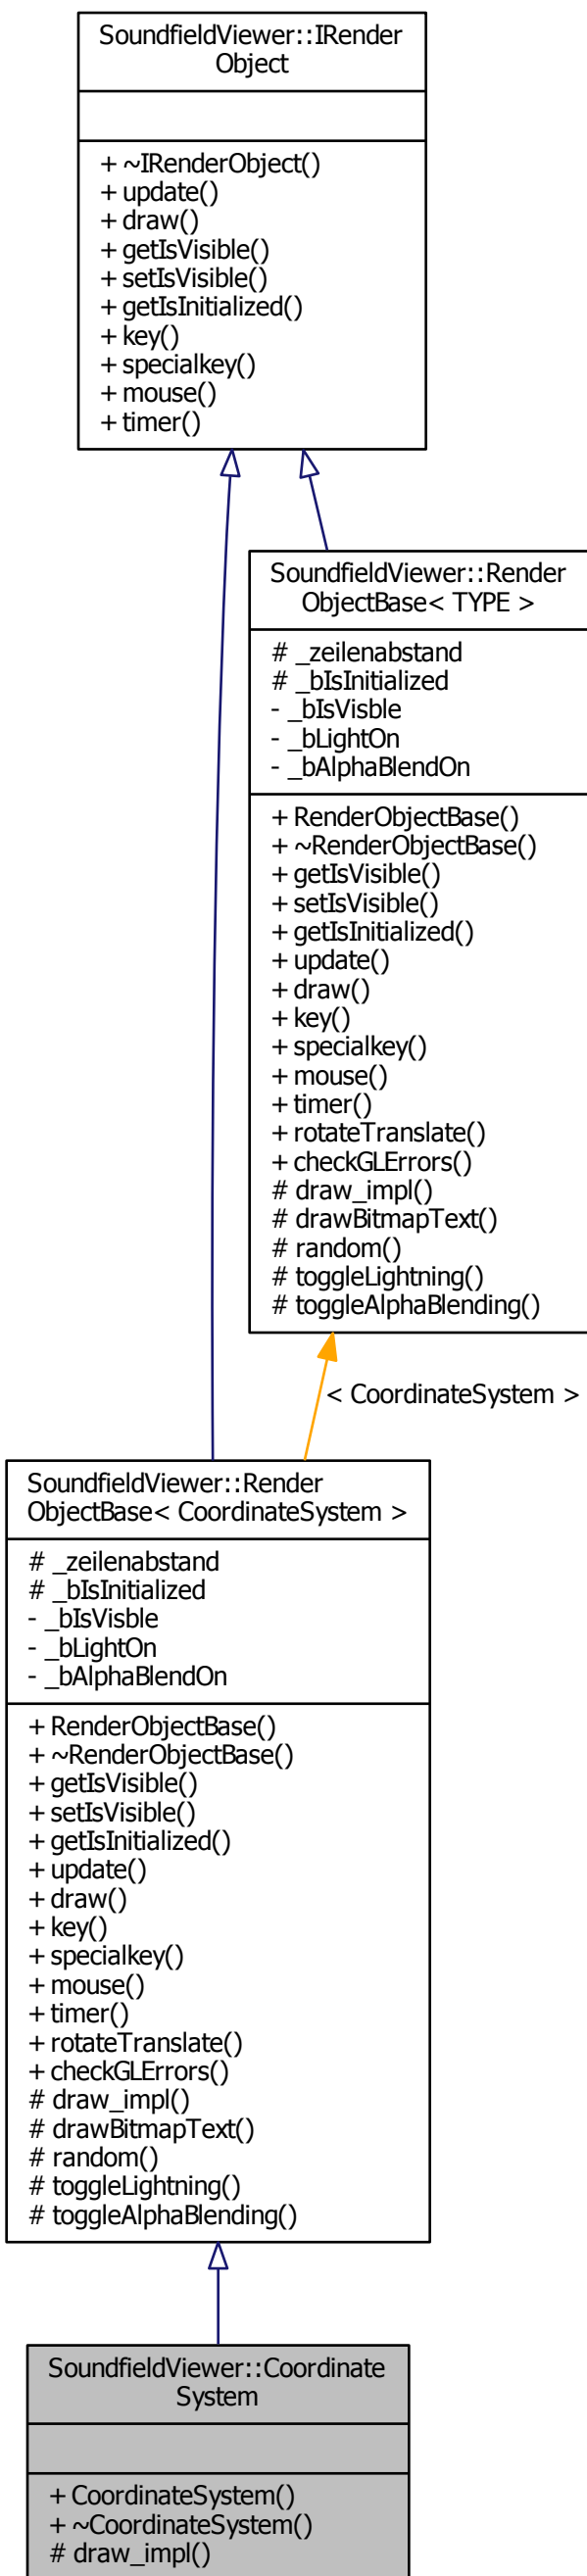 SoundfieldViewer::IRender
Object
+ ~IRenderObject()
+ update()
+ draw()
+ getIsVisible()
+ setIsVisible()
+ getIsInitialized()
+ key()
+ specialkey()
+ mouse()
+ timer()
SoundfieldViewer::Render
ObjectBase< TYPE >
# _zeilenabstand
# _bIsInitialized
- _bIsVisble
- _bLightOn
- _bAlphaBlendOn
+ RenderObjectBase()
+ ~RenderObjectBase()
+ getIsVisible()
+ setIsVisible()
+ getIsInitialized()
+ update()
+ draw()
+ key()
+ specialkey()
+ mouse()
+ timer()
+ rotateTranslate()
+ checkGLErrors()
# draw_impl()
# drawBitmapText()
# random()
# toggleLightning()
# toggleAlphaBlending()
< CoordinateSystem >
SoundfieldViewer::Render
ObjectBase< CoordinateSystem >
# _zeilenabstand
# _bIsInitialized
- _bIsVisble
- _bLightOn
- _bAlphaBlendOn
+ RenderObjectBase()
+ ~RenderObjectBase()
+ getIsVisible()
+ setIsVisible()
+ getIsInitialized()
+ update()
+ draw()
+ key()
+ specialkey()
+ mouse()
+ timer()
+ rotateTranslate()
+ checkGLErrors()
# draw_impl()
# drawBitmapText()
# random()
# toggleLightning()
# toggleAlphaBlending()
SoundfieldViewer::Coordinate
System
+ CoordinateSystem()
+ ~CoordinateSystem()
# draw_impl()